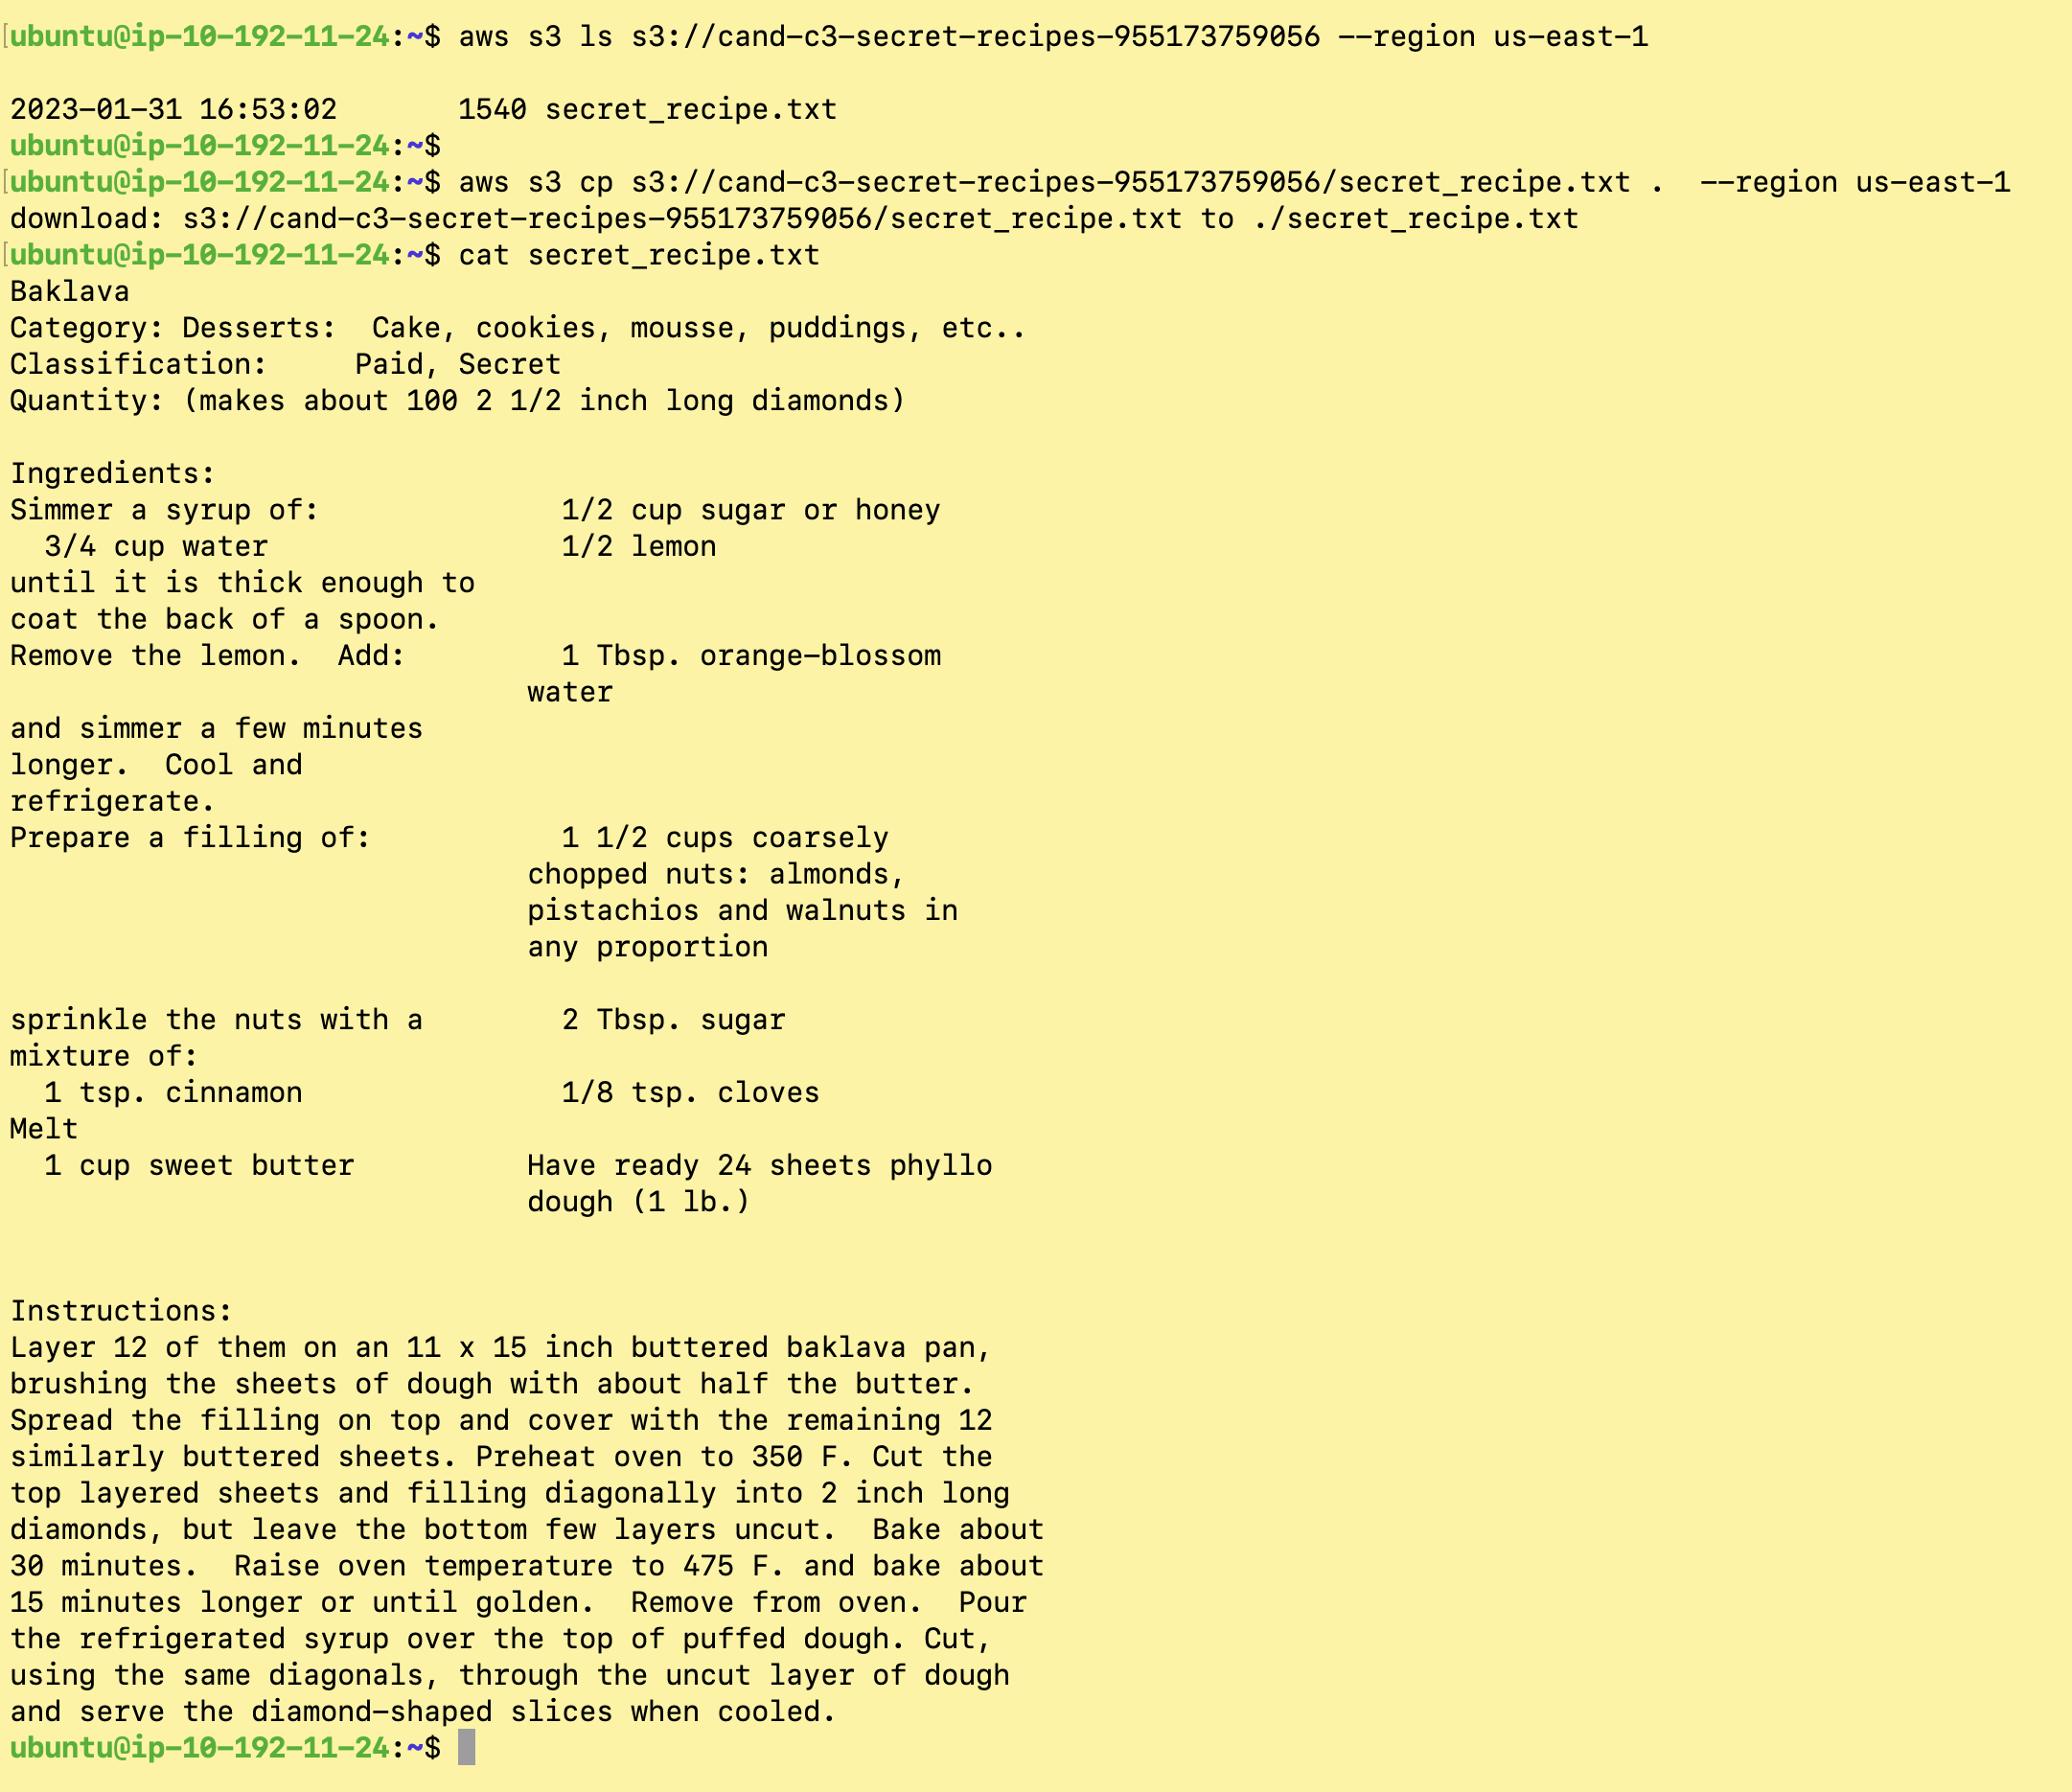 ubuntu@ip-10-192-11-24:~$ aws s3 ls s3://cand-c3-secret-recipes-955173759056 --region us-east-1

2023-01-31 16:53:02       1540 secret_recipe.txt
ubuntu@ip-10-192-11-24:~$
[ubuntu@ip-10-192-11-24:~$ aws s3 cp s3://cand-c3-secret-recipes-955173759056/secret_recipe.txt .  --region us-east-1
download: s3://cand-c3-secret-recipes-955173759056/secret_recipe.txt to ./secret_recipe.txt
[ubuntu@ip-10-192-11-24:~$ cat secret_recipe.txt
Baklava
Category: Desserts:  Cake, cookies, mousse, puddings, etc..
Classification:     Paid, Secret
Quantity: (makes about 100 2 1/2 inch long diamonds)

Ingredients:
Simmer a syrup of:              1/2 cup sugar or honey
  3/4 cup water                 1/2 lemon
until it is thick enough to
coat the back of a spoon.
Remove the lemon.  Add:         1 Tbsp. orange-blossom
                              water
and simmer a few minutes
longer.  Cool and
refrigerate.
Prepare a filling of:           1 1/2 cups coarsely
                              chopped nuts: almonds,
                              pistachios and walnuts in
                              any proportion

sprinkle the nuts with a        2 Tbsp. sugar
mixture of:
  1 tsp. cinnamon               1/8 tsp. cloves
Melt
  1 cup sweet butter          Have ready 24 sheets phyllo
                              dough (1 lb.)

Instructions:
Layer 12 of them on an 11 x 15 inch buttered baklava pan,
brushing the sheets of dough with about half the butter.
Spread the filling on top and cover with the remaining 12
similarly buttered sheets. Preheat oven to 350 F. Cut the
top layered sheets and filling diagonally into 2 inch long
diamonds, but leave the bottom few layers uncut.  Bake about
30 minutes.  Raise oven temperature to 475 F. and bake about
15 minutes longer or until golden.  Remove from oven.  Pour
the refrigerated syrup over the top of puffed dough. Cut,
using the same diagonals, through the uncut layer of dough
and serve the diamond-shaped slices when cooled.
ubuntu@ip-10-192-11-24:~$